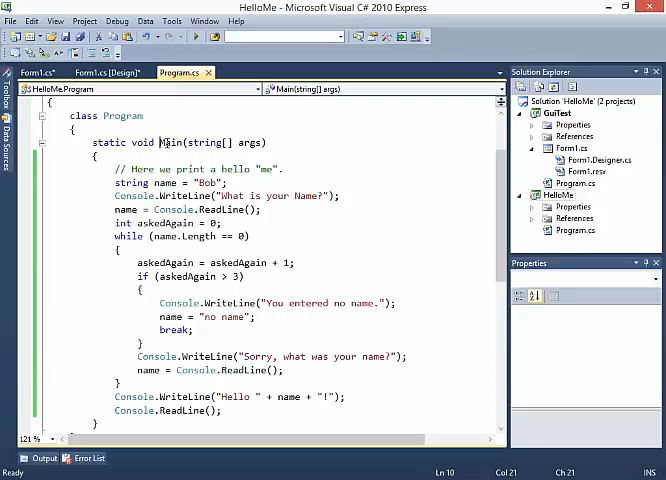 HelloMe - Microsoft Visual C# 2010 Express
File Edit View Project Debug Data Tools Window Help
Form1.cs* Form1.cs [Design]* Program.cs
HelloMe.Program Main(string[] args)
{
class Program
{
static void Main(string[] args)
{
// Here we print a hello "me".
string name = "Bob";
Console.WriteLine("What is your Name?");
name = Console.ReadLine();
int askedAgain = 0;
while (name.Length == 0)
{
askedAgain = askedAgain + 1;
if (askedAgain > 3)
{
Console.WriteLine("You entered no name.");
name = "no name";
break;
}
Console.WriteLine("Sorry, what was your name?");
name = Console.ReadLine();
}
Console.WriteLine("Hello " + name + "!");
Console.ReadLine();
}
121 %
Toolbox
Data Sources
Solution Explorer
Solution 'HelloMe' (2 projects)
GuiTest
Properties
References
Form1.cs
Form1.Designer.cs
Form1.resx
Program.cs
HelloMe
Properties
References
Program.cs
Properties
Output Error List
Ready Ln 10 Col 21 Ch 21 INS